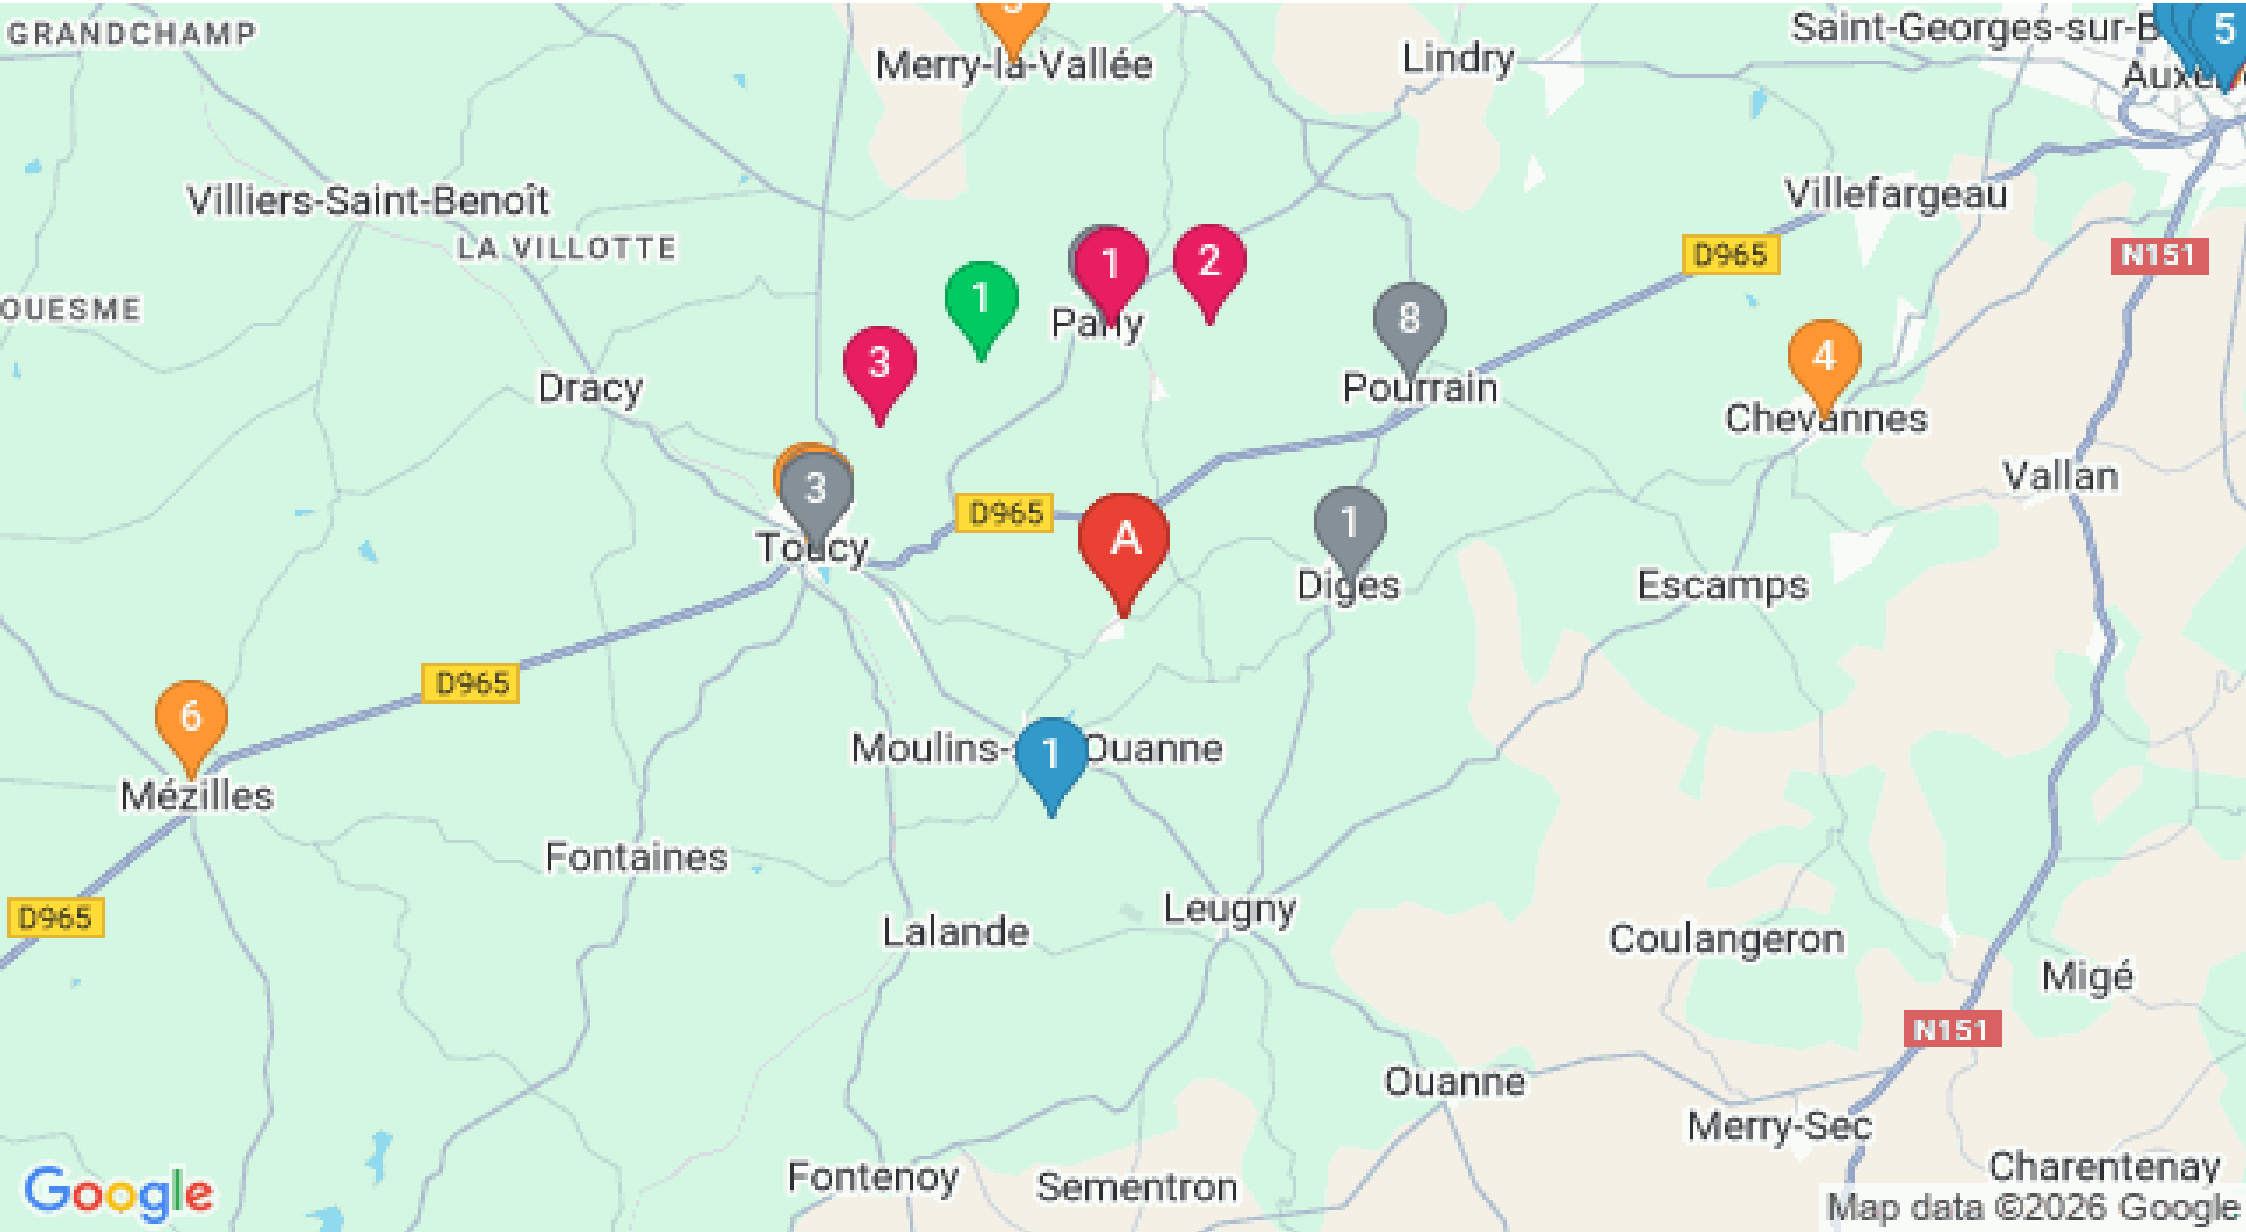 GRANDCHAMP
Merry-la-Vallée
Lindry
Saint-Georges-sur-B
5
Villiers-Saint-Benoît
Villefargeau
LA VILLOTTE
D965
N151
OUESME
1
1
2
Parly
8
3
4
Dracy
Pourrain
Chevannes
Vallan
3
D965
Toucy
A
1
Diges
Escamps
D965
6
Mézilles
Moulins-
1
Ouanne
Fontaines
D965
Lalande
Leugny
Coulangeron
Migé
N151
Ouanne
Merry-Sec
Fontenoy
Sementron
Charentenay
Google
Map data ©2026 Google